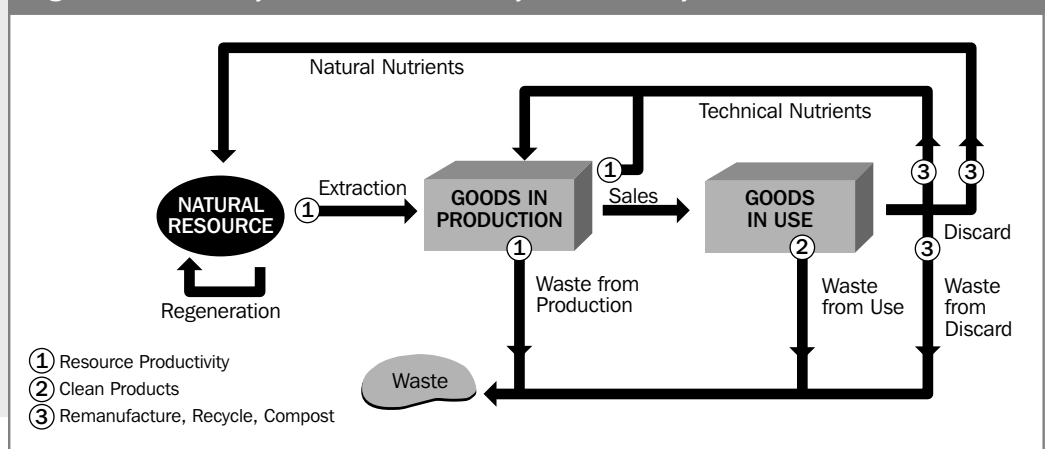 Natural Nutrients
Technical Nutrients
NATURAL
RESOURCE
1
Extraction
GOODS IN
PRODUCTION
1
Sales
GOODS
IN USE
3
3
Discard
1
2
3
Regeneration
Waste from
Production
Waste
from Use
Waste
from
Discard
1 Resource Productivity
2 Clean Products
3 Remanufacture, Recycle, Compost
Waste